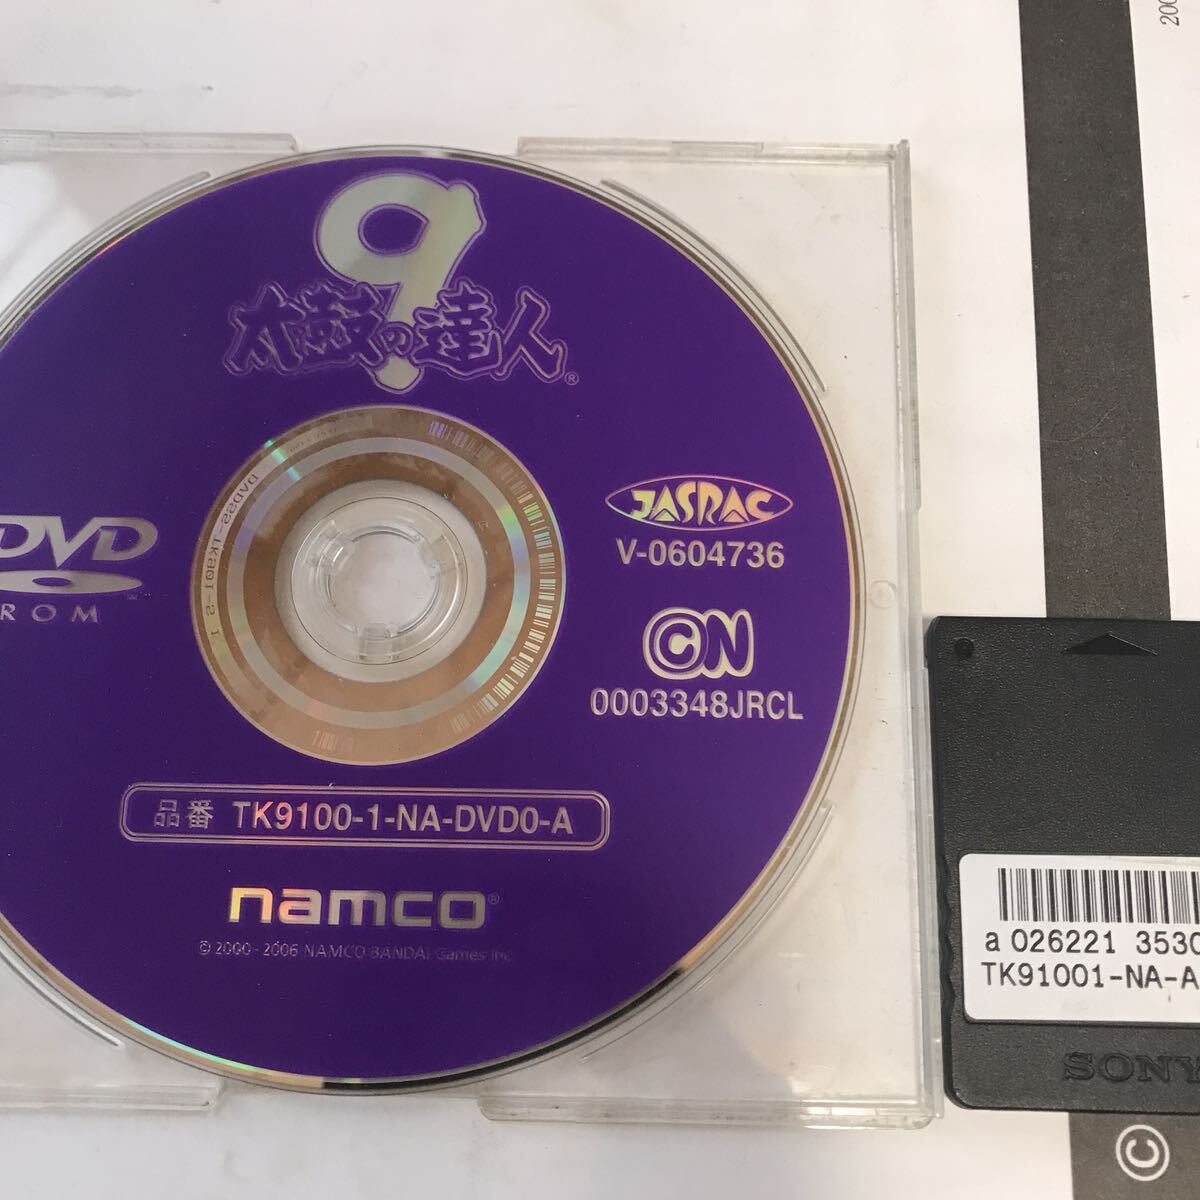 200
9
太鼓の達人®
JASRAC
V-0604736
DVD
ROM
©N
0003348JRCL
品番 TK9100-1-NA-DVD0-A
namco®
© 2000-2006 NAMCO BANDAI Games Inc.
a 026221 3530
TK91001-NA-A
SONY
©